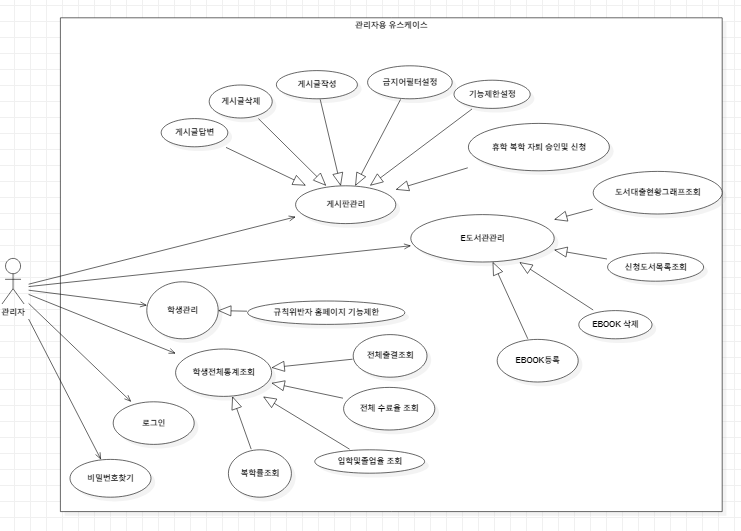 관리자용 유스케이스
게시글작성
금지어필터설정
게시글삭제
기능제한설정
게시글답변
휴학 복학 자퇴 승인및 신청
도서대출현황그래프조회
게시판관리
E도서관관리
신청도서목록조회
관리자
학생관리
규칙위반자 홈페이지 기능제한
EBOOK 삭제
전체출결조회
EBOOK등록
학생전체통계조회
전체 수료율 조회
로그인
입학및졸업율 조회
복학률조회
비밀번호찾기